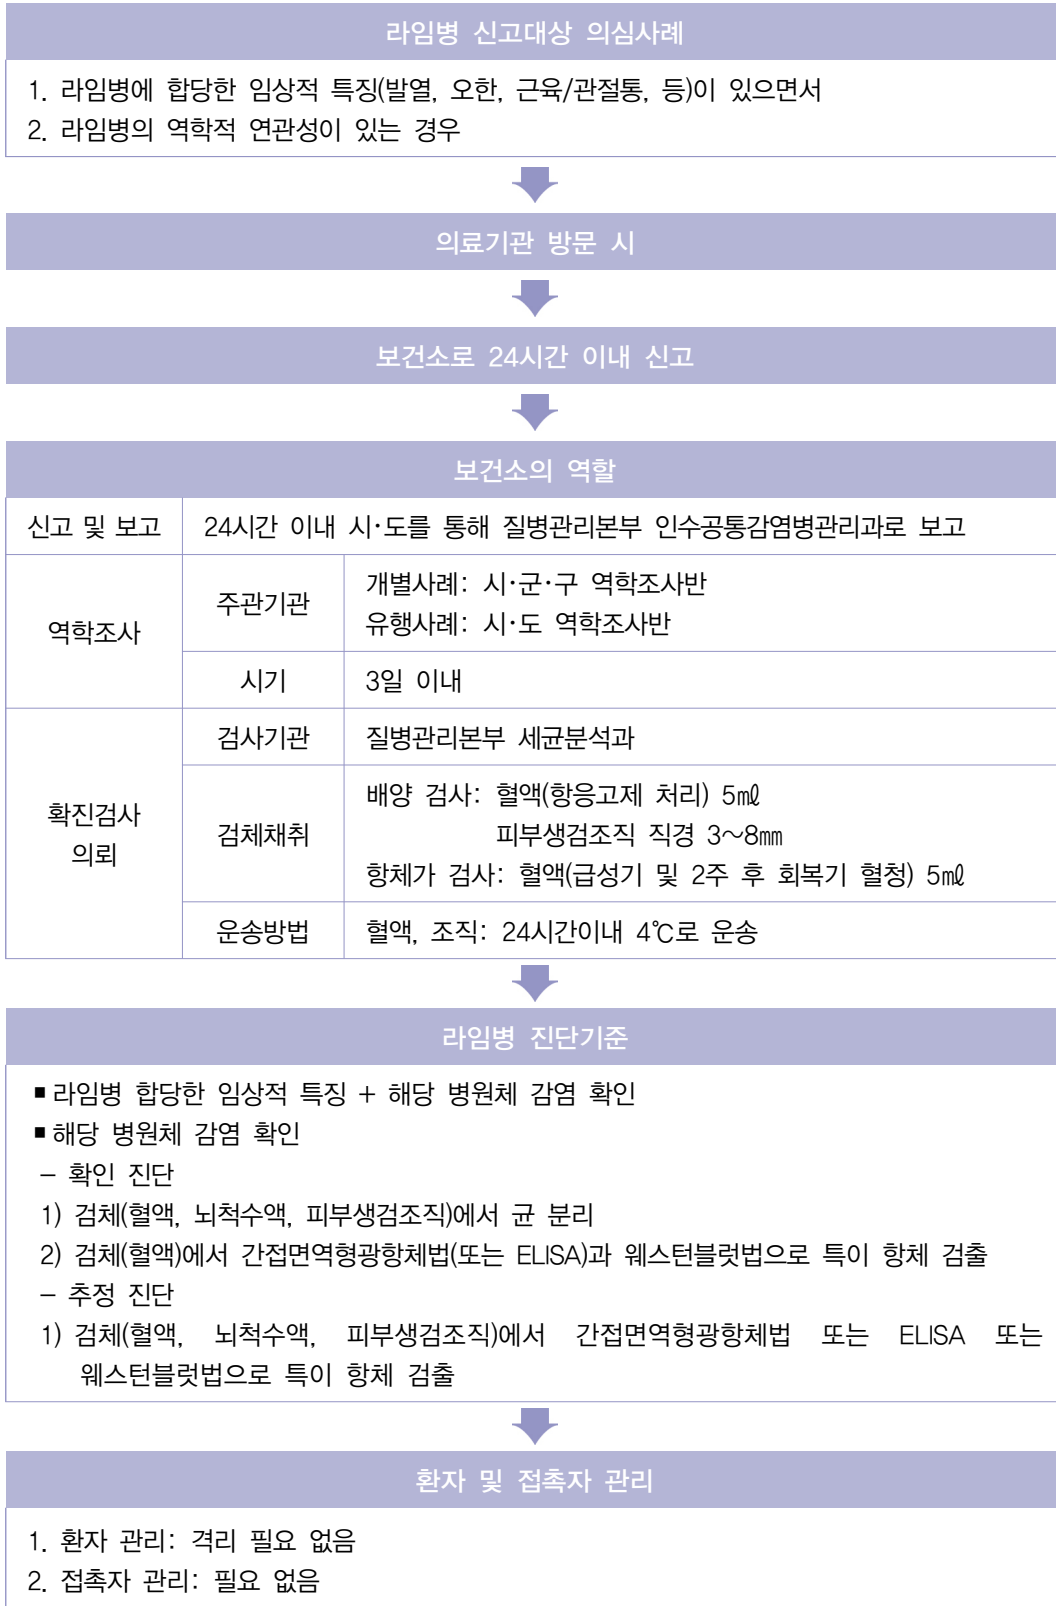 라임병 신고대상 의심사례
1. 라임병에 합당한 임상적 특징(발열, 오한, 근육/관절통, 등)이 있으면서
2. 라임병의 역학적 연관성이 있는 경우
의료기관 방문 시
보건소로 24시간 이내 신고
보건소의 역할
신고 및 보고 24시간 이내 시·도를 통해 질병관리본부 인수공통감염병관리과로 보고
역학조사
주관기관
개별사례: 시·군·구 역학조사반
유행사례: 시·도 역학조사반
시기 3일 이내
확진검사
의뢰
검사기관 질병관리본부 세균분석과
검체채취
배양 검사: 혈액(항응고제 처리) 5㎖
피부생검조직 직경 3~8㎜
항체가 검사: 혈액(급성기 및 2주 후 회복기 혈청) 5㎖
운송방법 혈액, 조직: 24시간이내 4℃로 운송
라임병 진단기준
▪라임병 합당한 임상적 특징 + 해당 병원체 감염 확인
▪해당 병원체 감염 확인
– 확인 진단
1) 검체(혈액, 뇌척수액, 피부생검조직)에서 균 분리
2) 검체(혈액)에서 간접면역형광항체법(또는 ELISA)과 웨스턴블럿법으로 특이 항체 검출
– 추정 진단
1) 검체(혈액, 뇌척수액, 피부생검조직)에서 간접면역형광항체법 또는 ELISA 또는
웨스턴블럿법으로 특이 항체 검출
환자 및 접촉자 관리
1. 환자 관리: 격리 필요 없음
2. 접촉자 관리: 필요 없음